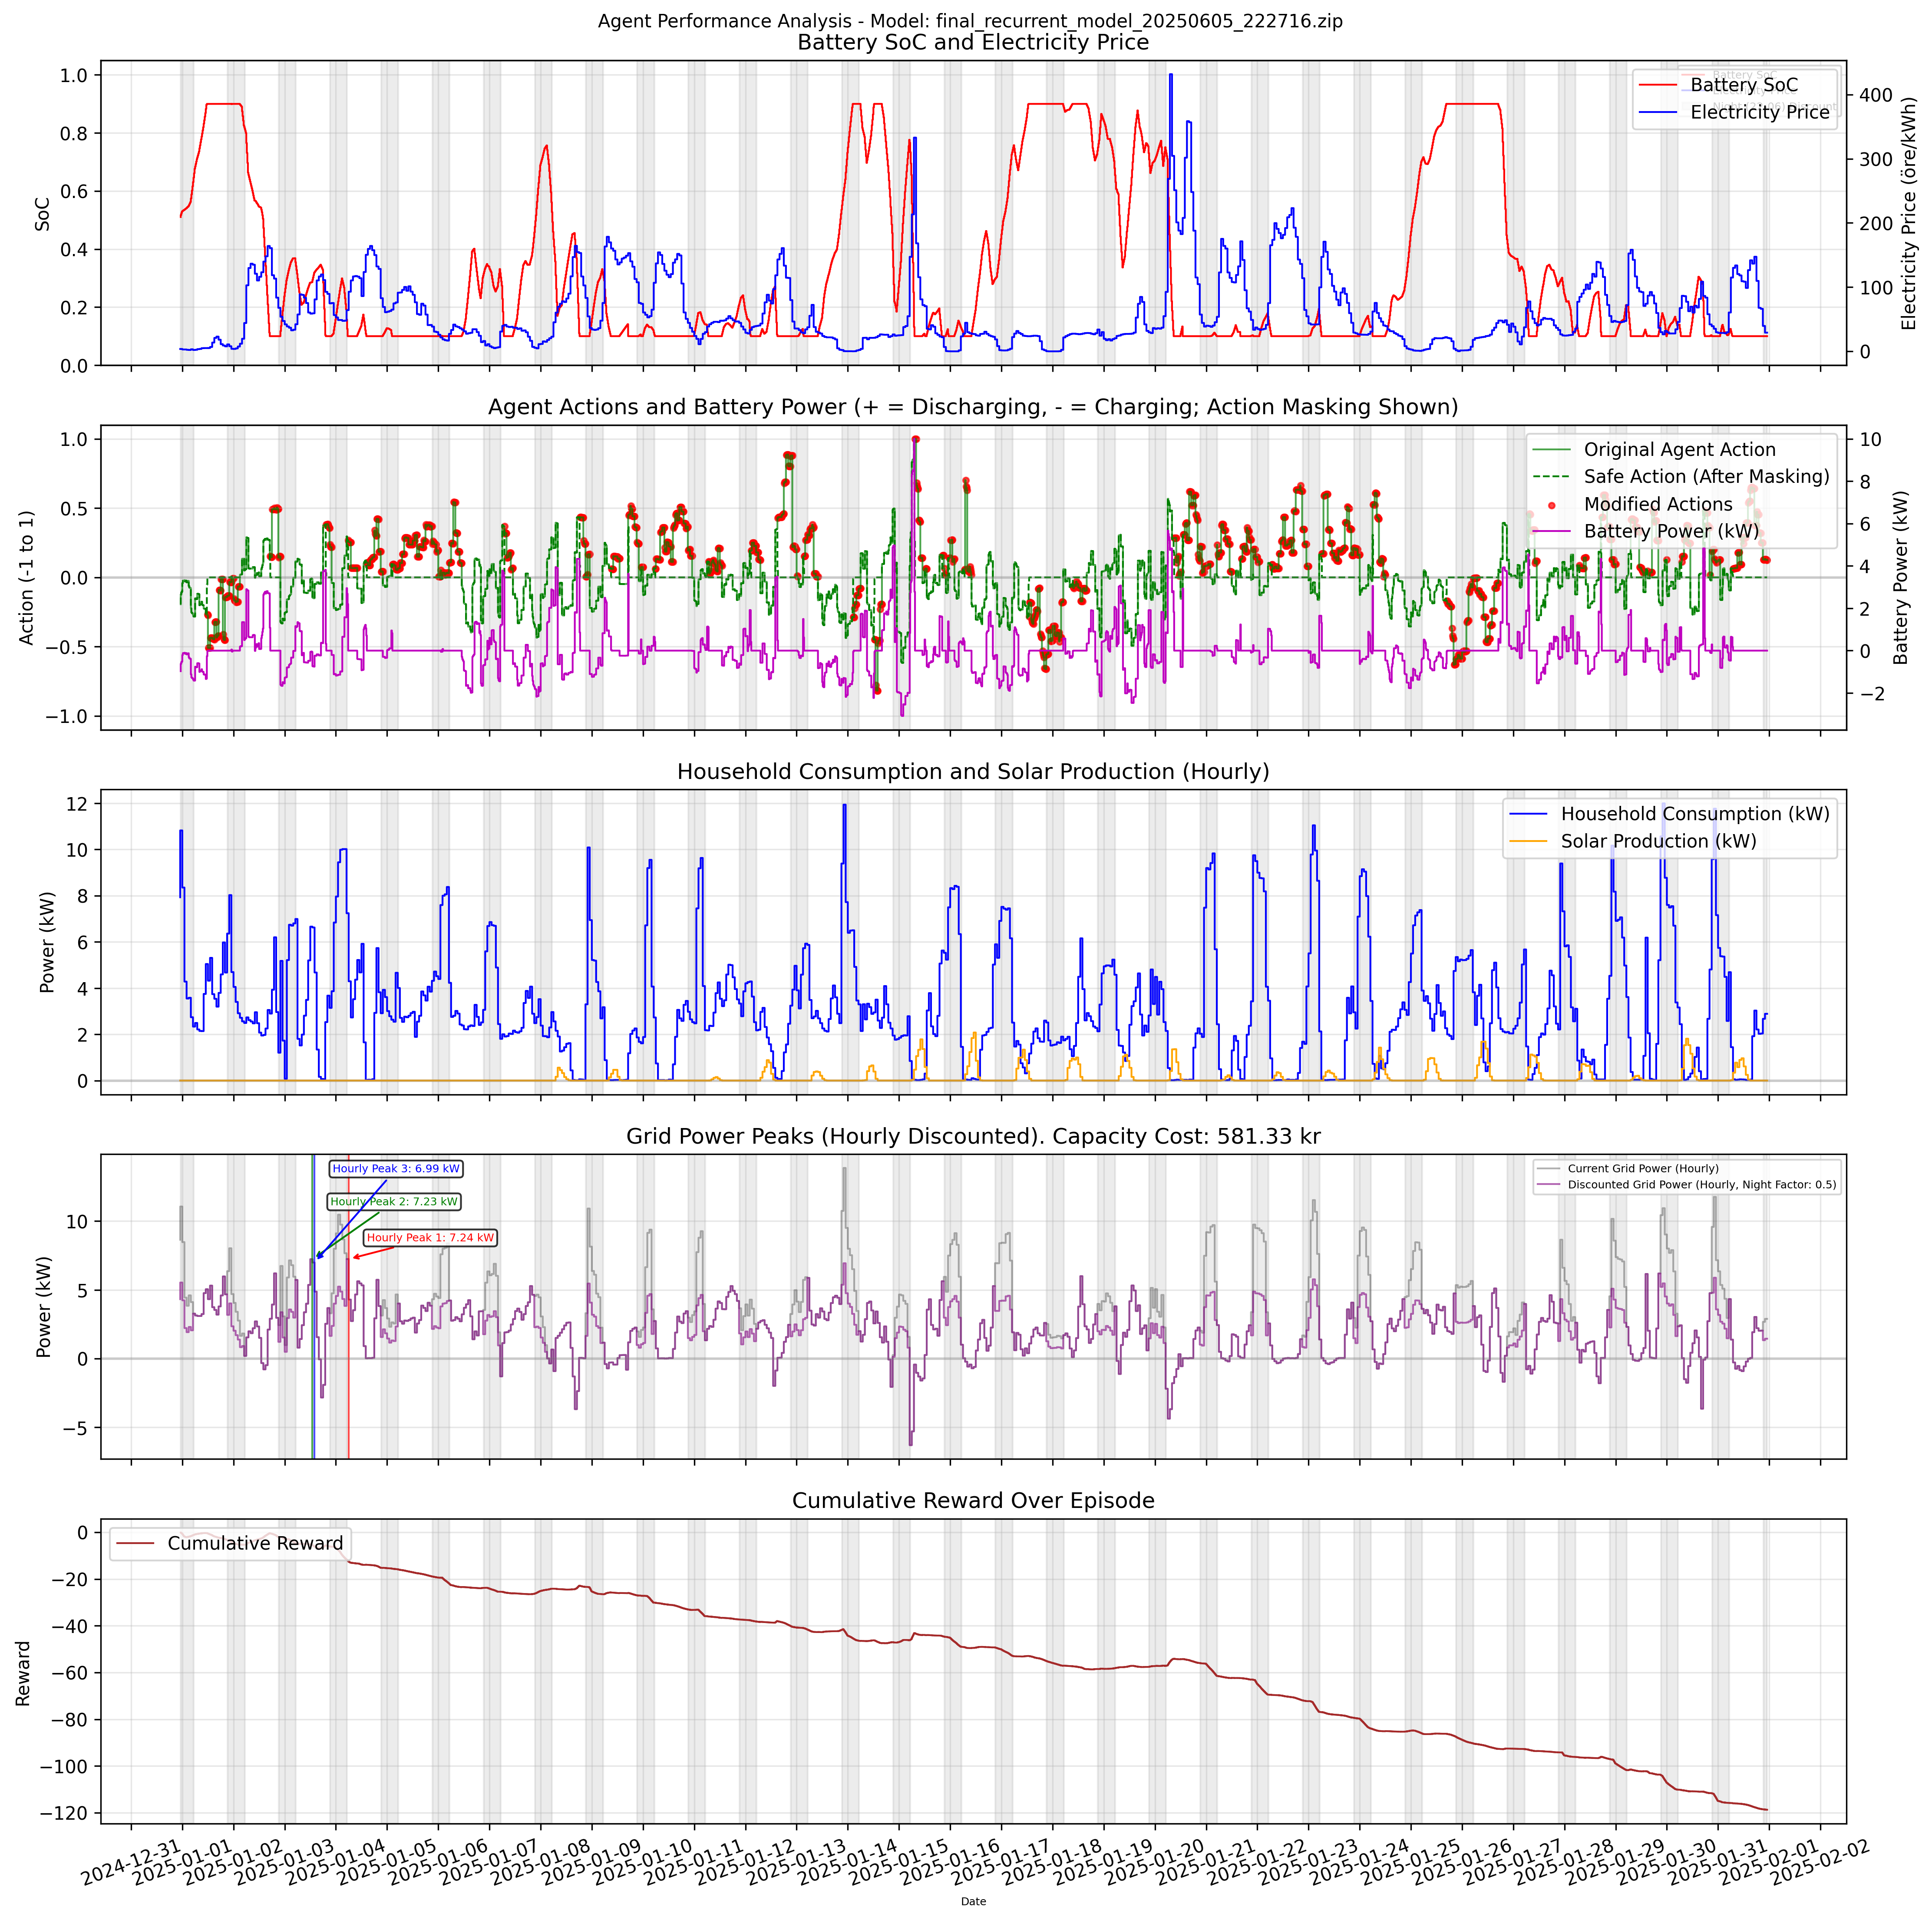 Agent Performance Analysis - Model: final_recurrent_model_20250605_222716.zip
Battery SoC and Electricity Price
1.0
0.8
0.6
0.4
0.2
0.0
SoC
Battery SoC
Electricity Price
400
300
200
100
0
Electricity Price (öre/kWh)
Agent Actions and Battery Power (+ = Discharging, - = Charging; Action Masking Shown)
1.0
0.5
0.0
−0.5
−1.0
Action (-1 to 1)
Original Agent Action
Safe Action (After Masking)
Modified Actions
Battery Power (kW)
10
8
6
4
2
0
−2
Battery Power (kW)
Household Consumption and Solar Production (Hourly)
12
10
8
6
4
2
0
Power (kW)
Household Consumption (kW)
Solar Production (kW)
Grid Power Peaks (Hourly Discounted). Capacity Cost: 581.33 kr
10
5
0
−5
Power (kW)
Hourly Peak 3: 6.99 kW
Hourly Peak 2: 7.23 kW
Hourly Peak 1: 7.24 kW
Current Grid Power (Hourly)
Discounted Grid Power (Hourly, Night Factor: 0.5)
Cumulative Reward Over Episode
0
−20
−40
−60
−80
−100
−120
Reward
Cumulative Reward
2024-12-31
2025-01-01
2025-01-02
2025-01-03
2025-01-04
2025-01-05
2025-01-06
2025-01-07
2025-01-08
2025-01-09
2025-01-10
2025-01-11
2025-01-12
2025-01-13
2025-01-14
2025-01-15
2025-01-16
2025-01-17
2025-01-18
2025-01-19
2025-01-20
2025-01-21
2025-01-22
2025-01-23
2025-01-24
2025-01-25
2025-01-26
2025-01-27
2025-01-28
2025-01-29
2025-01-30
2025-01-31
2025-02-01
2025-02-02
Date